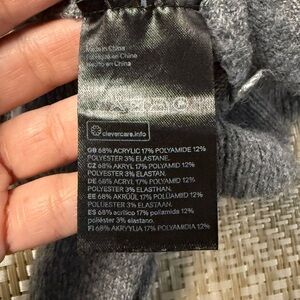 Made in China
en China
en China
clevercare.info
GB 68% ACRYLIC 17% POLYAMIDE 12%
POLYESTER 3% ELASTANE.
CZ 68% AKRYL 17% POLYAMID 12%
POLYESTER 3% ELASTAN.
DE 68% ACRYL 17% POLYAMID 12%
POLYESTER 3% ELASTHAN.
EE 68% AKRÜÜL 17% POLÜAMIID 12%
POLÜESTER 3% ELASTAAN.
ES 68% acrílico 17% poliamida 12%
poliéster 3% elastano.
FI 68% AKRYYLIA 17% POLYAMIDIA 12%